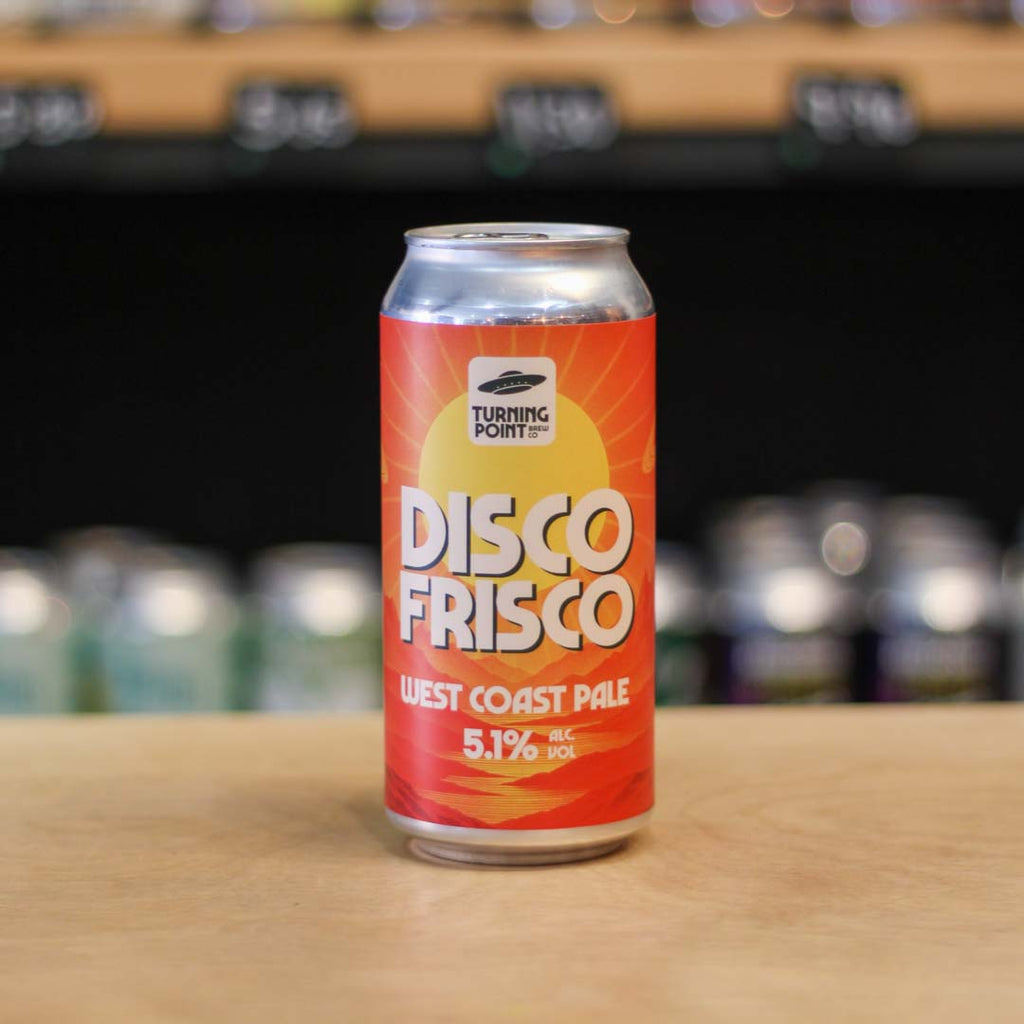 TURNING
POINT BREW
CO
DISCO
FRISCO
WEST COAST PALE
5.1% ALC.
VOL